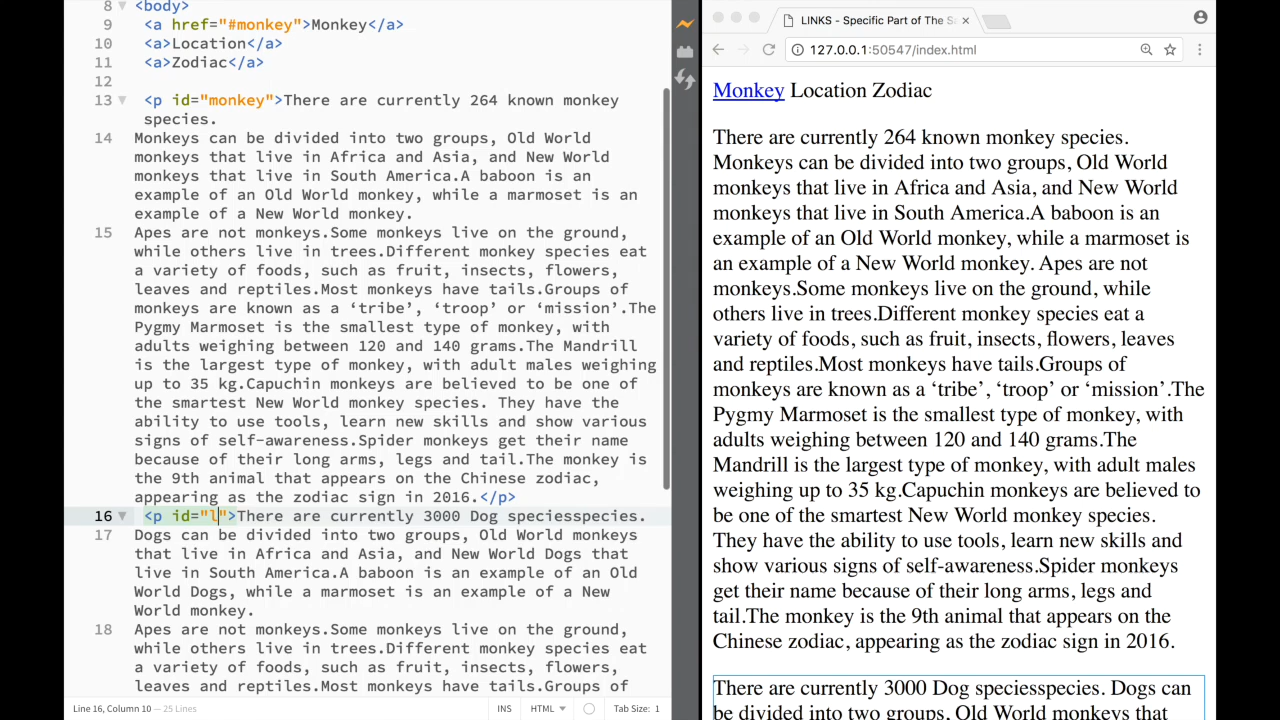 8 <body>
9 <a href="#monkey">Monkey</a>
10 <a>Location</a>
11 <a>Zodiac</a>
12
13 <p id="monkey">There are currently 264 known monkey
species.
14 Monkeys can be divided into two groups, Old World
monkeys that live in Africa and Asia, and New World
monkeys that live in South America.A baboon is an
example of an Old World monkey, while a marmoset is an
example of a New World monkey.
15 Apes are not monkeys.Some monkeys live on the ground,
while others live in trees.Different monkey species eat
a variety of foods, such as fruit, insects, flowers,
leaves and reptiles.Most monkeys have tails.Groups of
monkeys are known as a ‘tribe’, ‘troop’ or ‘mission’.The
Pygmy Marmoset is the smallest type of monkey, with
adults weighing between 120 and 140 grams.The Mandrill
is the largest type of monkey, with adult males weighing
up to 35 kg.Capuchin monkeys are believed to be one of
the smartest New World monkey species. They have the
ability to use tools, learn new skills and show various
signs of self-awareness.Spider monkeys get their name
because of their long arms, legs and tail.The monkey is
the 9th animal that appears on the Chinese zodiac,
appearing as the zodiac sign in 2016.</p>
16 <p id="l">There are currently 3000 Dog speciesspecies.
17 Dogs can be divided into two groups, Old World monkeys
that live in Africa and Asia, and New World Dogs that
live in South America.A baboon is an example of an Old
World Dogs, while a marmoset is an example of a New
World monkey.
18 Apes are not monkeys.Some monkeys live on the ground,
while others live in trees.Different monkey species eat
a variety of foods, such as fruit, insects, flowers,
leaves and reptiles.Most monkeys have tails.Groups of
Line 16, Column 10 — 25 Lines
INS HTML Tab Size: 1
LINKS - Specific Part of The
127.0.0.1:50547/index.html
Monkey Location Zodiac
There are currently 264 known monkey species.
Monkeys can be divided into two groups, Old World
monkeys that live in Africa and Asia, and New World
monkeys that live in South America.A baboon is an
example of an Old World monkey, while a marmoset is
an example of a New World monkey. Apes are not
monkeys.Some monkeys live on the ground, while
others live in trees.Different monkey species eat a
variety of foods, such as fruit, insects, flowers, leaves
and reptiles.Most monkeys have tails.Groups of
monkeys are known as a ‘tribe’, ‘troop’ or ‘mission’.The
Pygmy Marmoset is the smallest type of monkey, with
adults weighing between 120 and 140 grams.The
Mandrill is the largest type of monkey, with adult males
weighing up to 35 kg.Capuchin monkeys are believed to
be one of the smartest New World monkey species.
They have the ability to use tools, learn new skills and
show various signs of self-awareness.Spider monkeys
get their name because of their long arms, legs and
tail.The monkey is the 9th animal that appears on the
Chinese zodiac, appearing as the zodiac sign in 2016.
There are currently 3000 Dog speciesspecies. Dogs can
be divided into two groups, Old World monkeys that